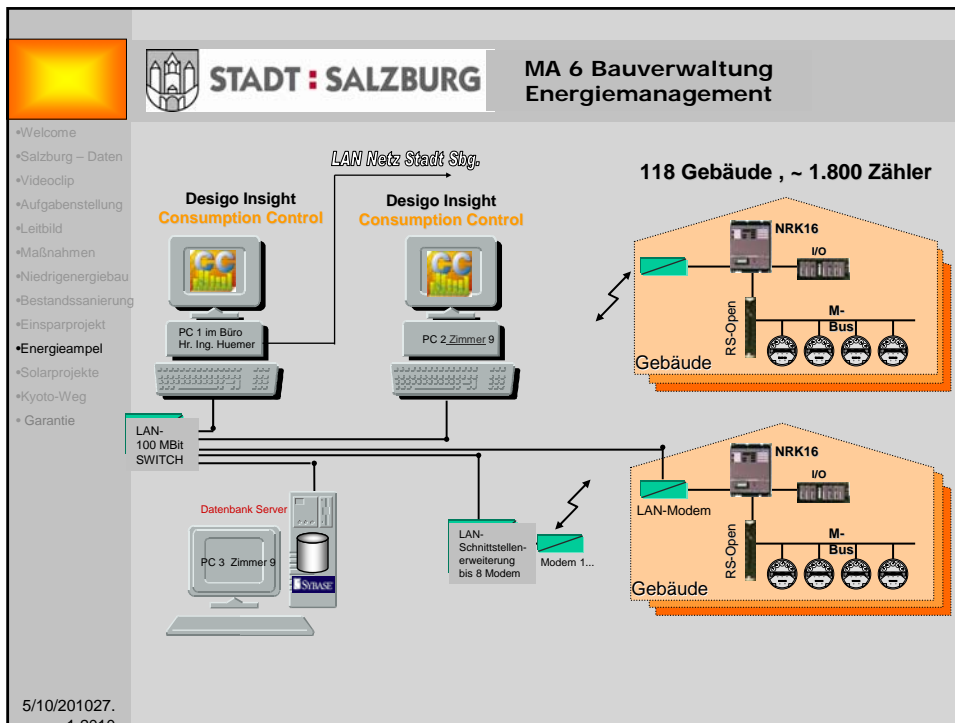 STADT : SALZBURG
MA 6 Bauverwaltung
Energiemanagement
•Welcome
•Salzburg – Daten
•Videoclip
•Aufgabenstellung
•Leitbild
•Maßnahmen
•Niedrigenergiebau
•Bestandssanierung
•Einsparprojekt
•Energieampel
•Solarprojekte
•Kyoto-Weg
• Garantie
LAN Netz Stadt Sbg.
118 Gebäude , ~ 1.800 Zähler
Desigo Insight
Consumption Control
Desigo Insight
Consumption Control
CC
CC
PC 1 im Büro
Hr. Ing. Huemer
PC 2 Zimmer 9
NRK16
I/O
RS-Open
M-
Bus
Gebäude
LAN-
100 MBit
SWITCH
Datenbank Server
PC 3 Zimmer 9
SYBASE
LAN-
Schnittstellen-
erweiterung
bis 8 Modem
Modem 1...
NRK16
I/O
LAN-Modem
RS-Open
M-
Bus
Gebäude
5/10/201027.
1.2010